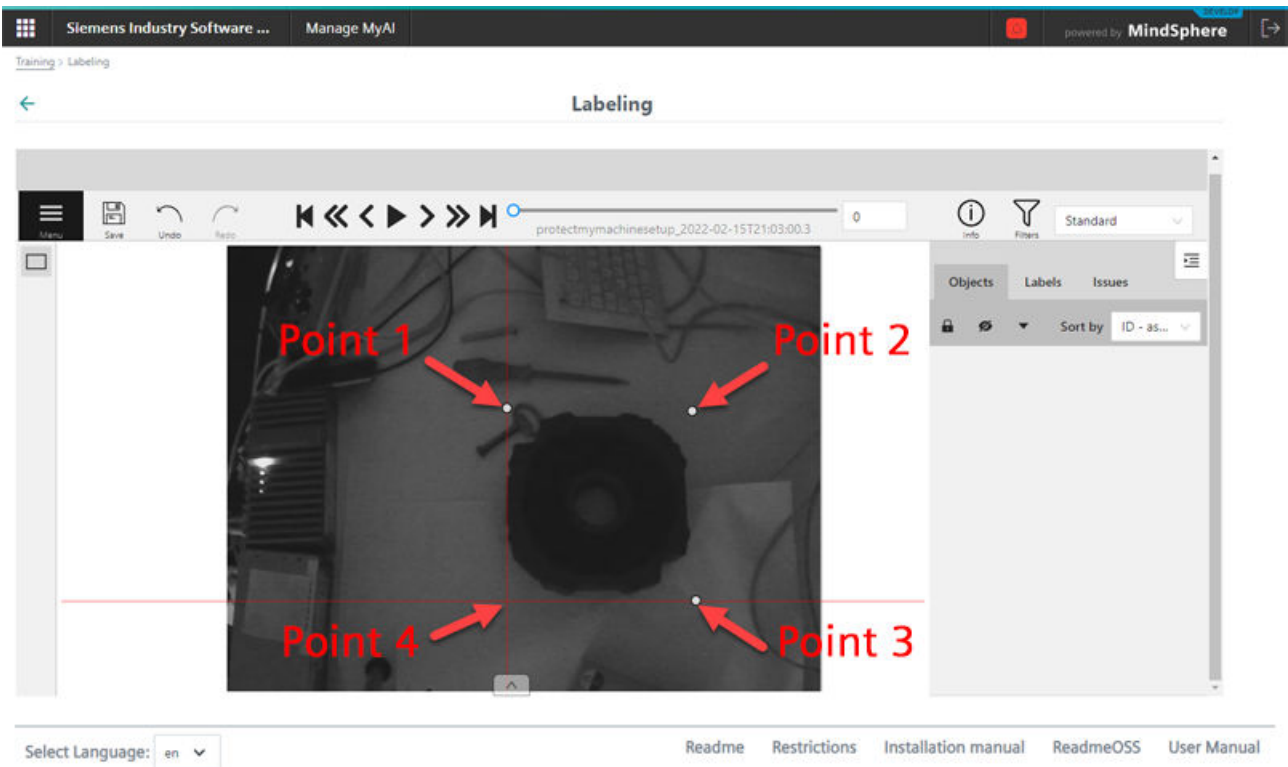 DEVELOP
Siemens Industry Software ... Manage MyAI powered by MindSphere
Training > Labeling
Labeling
Menu Save Undo Redo protectmymachinesetup_2022-02-15T21:03:00.3 0 Info Filters Standard
Objects Labels Issues
Sort by ID - as...
Point 1
Point 2
Point 4
Point 3
Select Language: en Readme Restrictions Installation manual ReadmeOSS User Manual